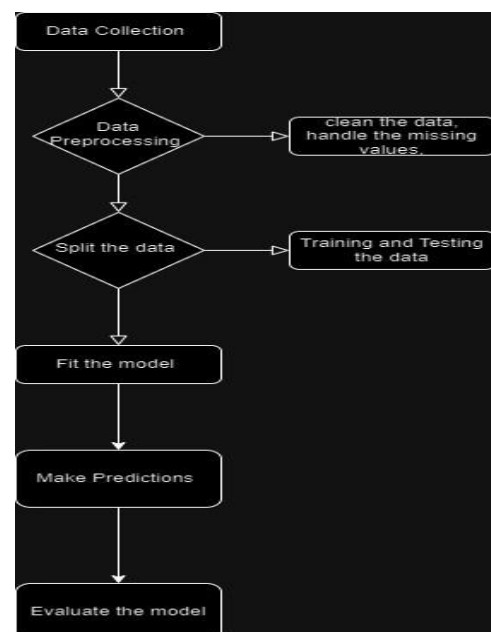 Data Collection
Data
Preprocessing
clean the data,
handle the missing
values.
Split the data
Training and Testing
the data
Fit the model
Make Predictions
Evaluate the model